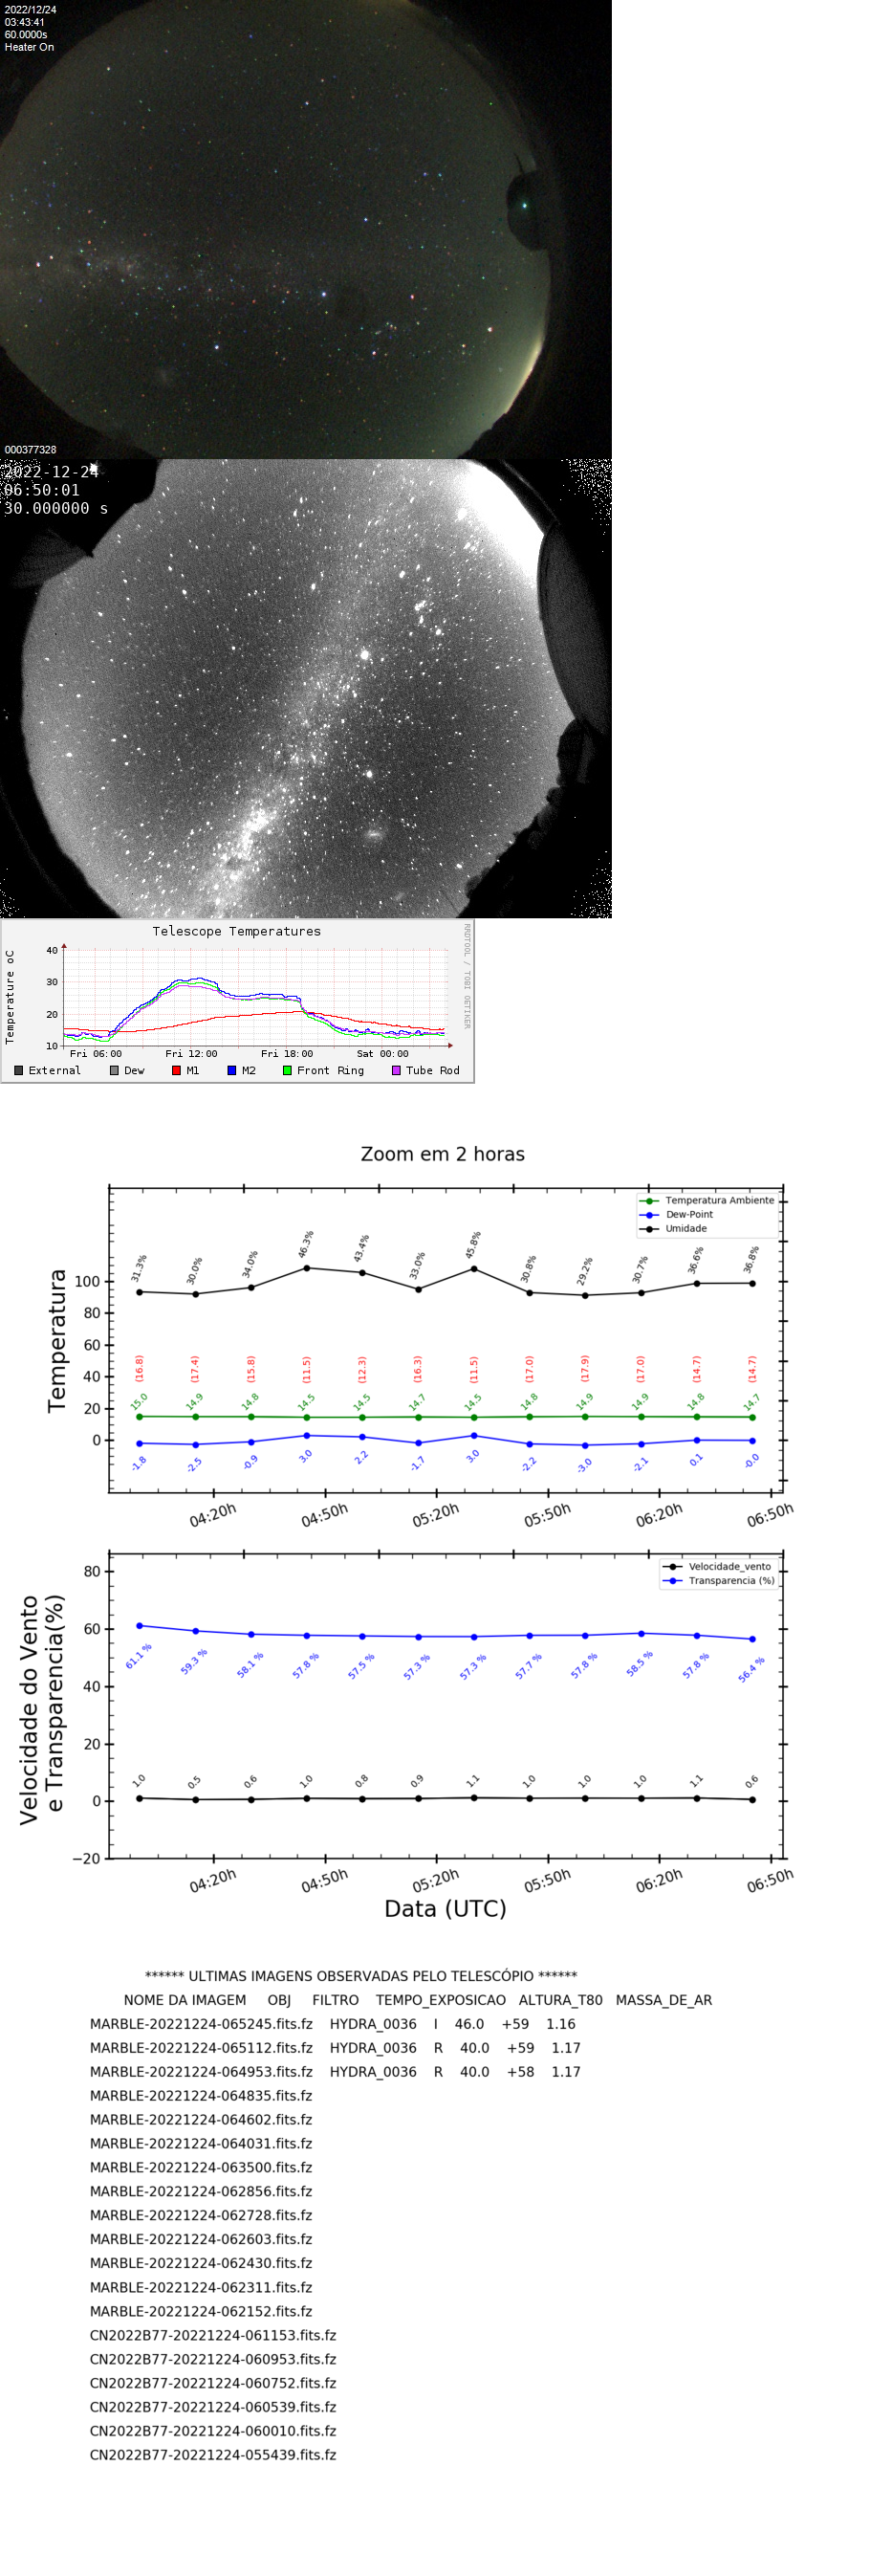 2022/12/24
03:43:41
60.0000s
Heater On
000377328
2022-12-24
06:50:01
30.000000 s
Telescope Temperatures
RRDTOOL / TOBI OETIKER
Temperature oC
40
30
20
10
Fri 06:00 Fri 12:00 Fri 18:00 Sat 00:00
External Dew M1 M2 Front Ring Tube Rod
Zoom em 2 horas
Temperatura Ambiente
Dew-Point
Umidade
Temperatura
100
80
60
40
20
0
31.3% 30.0% 34.0% 46.3% 43.4% 33.0% 45.8% 30.8% 29.2% 30.7% 36.6% 36.8%
(16.8) (17.4) (15.8) (11.5) (12.3) (16.3) (11.5) (17.0) (17.9) (17.0) (14.7) (14.7)
15.0 14.9 14.8 14.5 14.5 14.7 14.5 14.8 14.9 14.9 14.8 14.7
-1.8 -2.5 -0.9 3.0 2.2 -1.7 3.0 -2.2 -3.0 -2.1 0.1 -0.0
04:20h 04:50h 05:20h 05:50h 06:20h 06:50h
Velocidade_vento
Transparencia (%)
Velocidade do Vento
e Transparencia(%)
80
60
40
20
0
−20
61.1 % 59.3 % 58.1 % 57.8 % 57.5 % 57.3 % 57.3 % 57.7 % 57.8 % 58.5 % 57.8 % 56.4 %
1.0 0.5 0.6 1.0 0.8 0.9 1.1 1.0 1.0 1.0 1.1 0.6
04:20h 04:50h 05:20h 05:50h 06:20h 06:50h
Data (UTC)
****** ULTIMAS IMAGENS OBSERVADAS PELO TELESCÓPIO ******
NOME DA IMAGEM OBJ FILTRO TEMPO_EXPOSICAO ALTURA_T80 MASSA_DE_AR
MARBLE-20221224-065245.fits.fz HYDRA_0036 I 46.0 +59 1.16
MARBLE-20221224-065112.fits.fz HYDRA_0036 R 40.0 +59 1.17
MARBLE-20221224-064953.fits.fz HYDRA_0036 R 40.0 +58 1.17
MARBLE-20221224-064835.fits.fz
MARBLE-20221224-064602.fits.fz
MARBLE-20221224-064031.fits.fz
MARBLE-20221224-063500.fits.fz
MARBLE-20221224-062856.fits.fz
MARBLE-20221224-062728.fits.fz
MARBLE-20221224-062603.fits.fz
MARBLE-20221224-062430.fits.fz
MARBLE-20221224-062311.fits.fz
MARBLE-20221224-062152.fits.fz
CN2022B77-20221224-061153.fits.fz
CN2022B77-20221224-060953.fits.fz
CN2022B77-20221224-060752.fits.fz
CN2022B77-20221224-060539.fits.fz
CN2022B77-20221224-060010.fits.fz
CN2022B77-20221224-055439.fits.fz